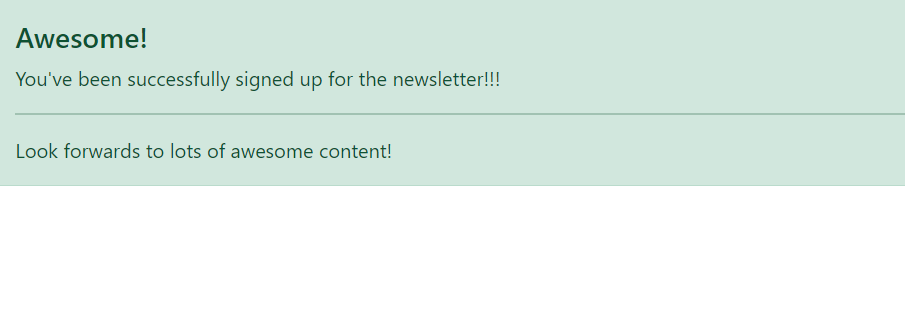 Awesome!
You've been successfully signed up for the newsletter!!!
Look forwards to lots of awesome content!